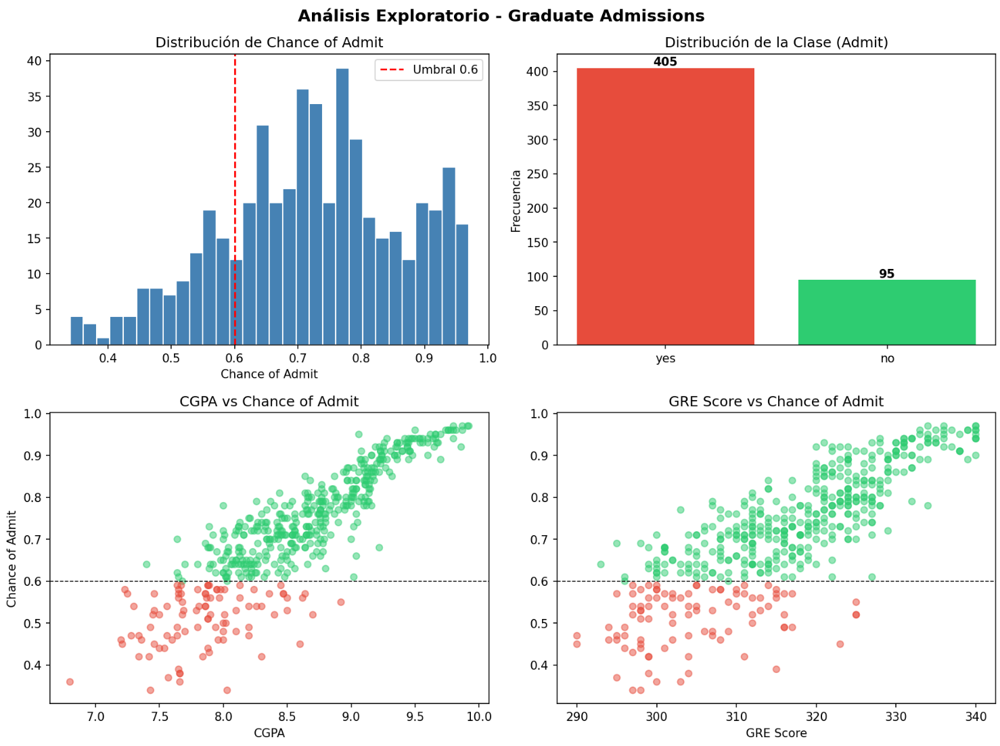 Análisis Exploratorio - Graduate Admissions
Distribución de Chance of Admit
40
35
30
25
20
15
10
5
0
Umbral 0.6
0.4 0.5 0.6 0.7 0.8 0.9 1.0
Chance of Admit
Distribución de la Clase (Admit)
Frecuencia
400
350
300
250
200
150
100
50
0
405
95
yes no
CGPA vs Chance of Admit
Chance of Admit
1.0
0.9
0.8
0.7
0.6
0.5
0.4
7.0 7.5 8.0 8.5 9.0 9.5 10.0
CGPA
GRE Score vs Chance of Admit
1.0
0.9
0.8
0.7
0.6
0.5
0.4
290 300 310 320 330 340
GRE Score